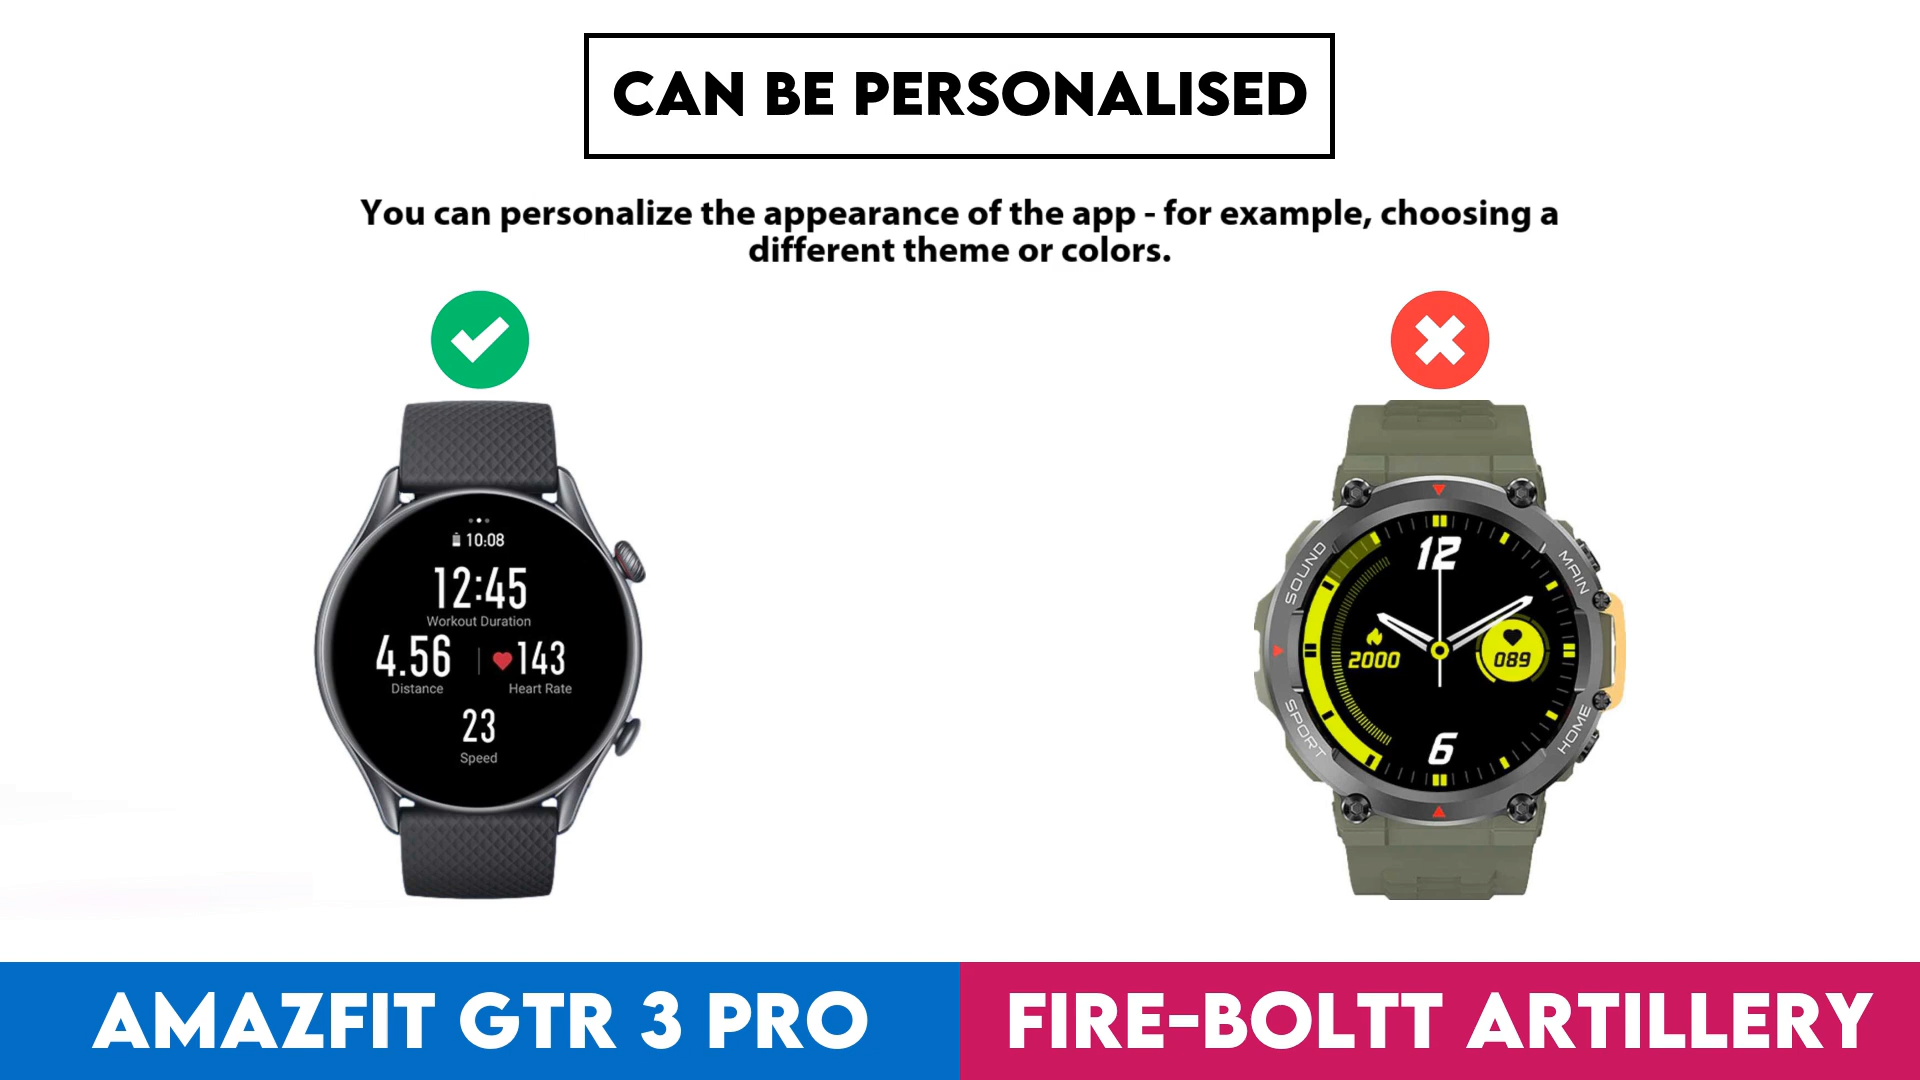 CAN BE PERSONALISED
You can personalize the appearance of the app - for example, choosing a
different theme or colors.
10:08
12:45
Workout Duration
4.56 143
Distance Heart Rate
23
Speed
12
SOUND MAIN
2000 089
SPORT HOME
6
AMAZFIT GTR 3 PRO
FIRE-BOLTT ARTILLERY